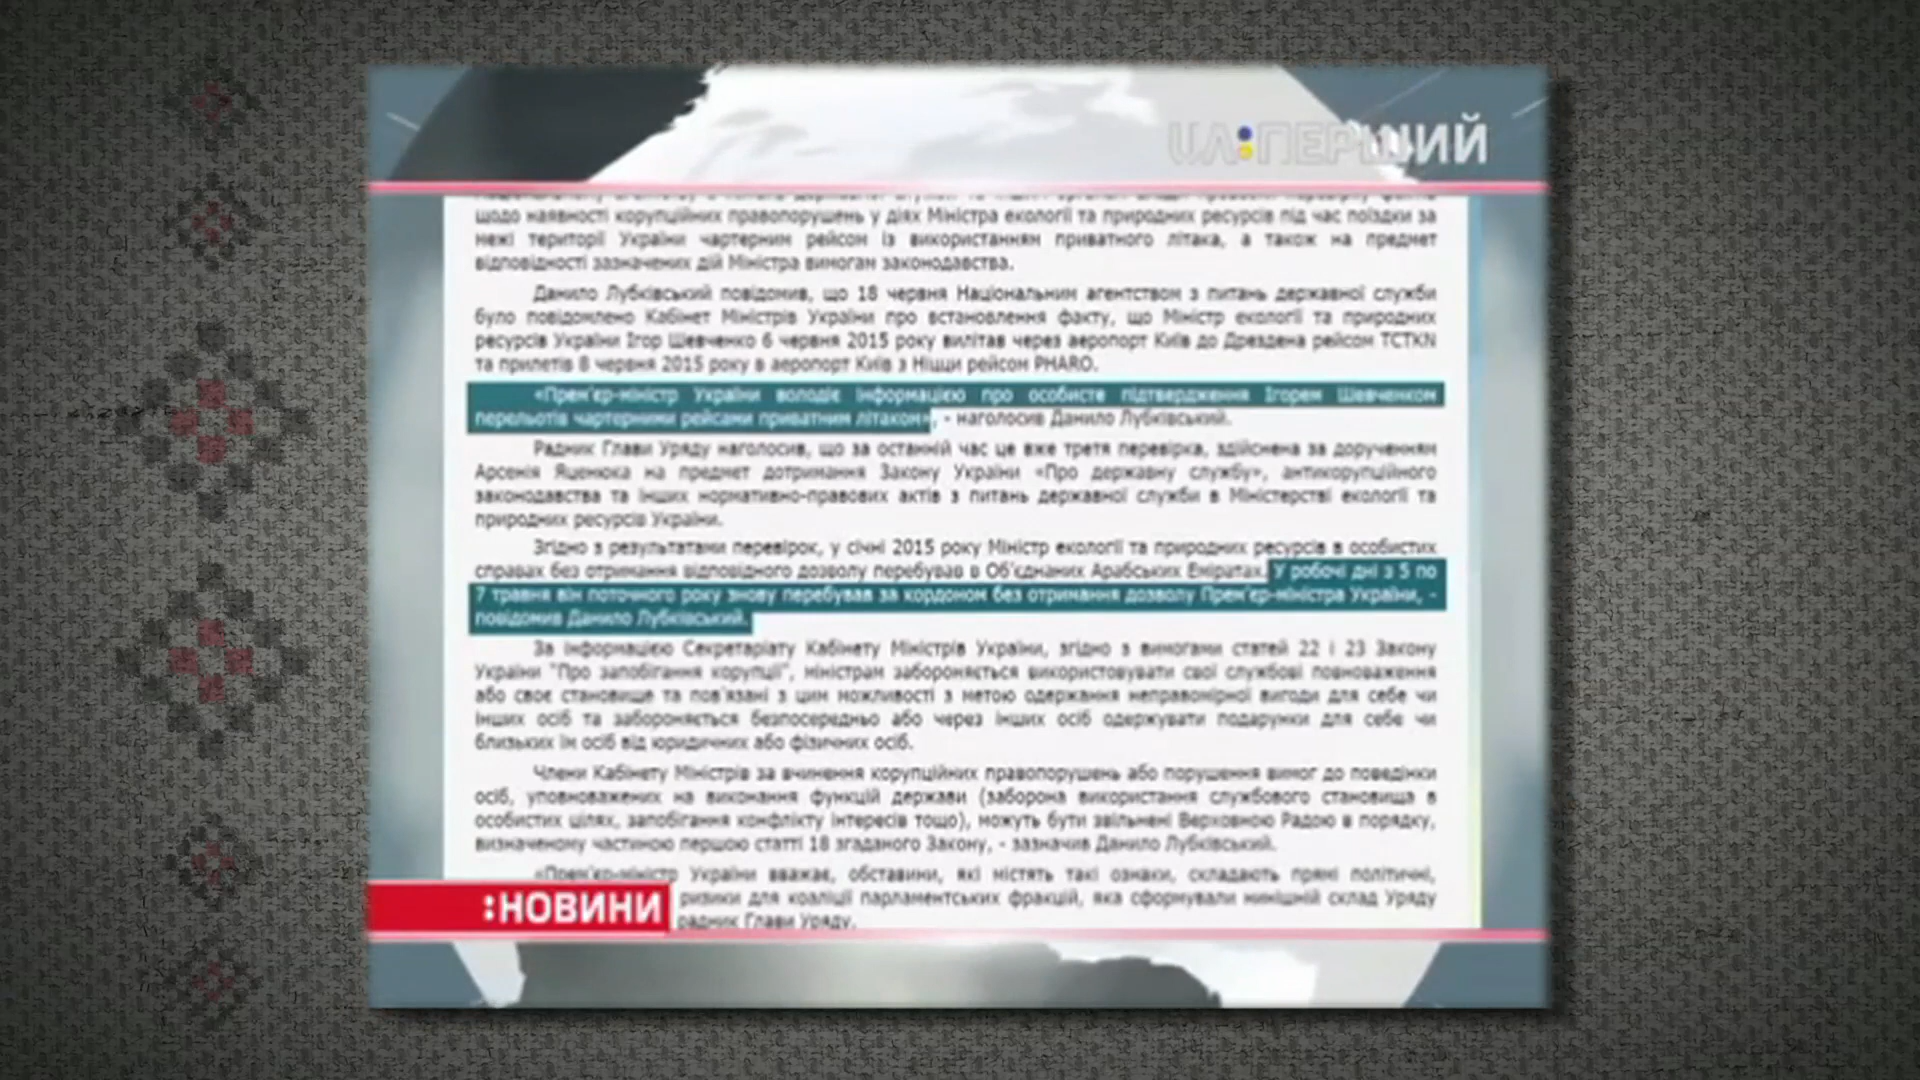 UA:ПЕРШИЙ
щодо наявності корупційних правопорушень у діях Міністра екології та природних ресурсів під час поїздки за
межі території України чартерним рейсом із використанням приватного літака, а також на предмет
відповідності зазначених дій Міністра вимогам законодавства.
Данило Лубківський повідомив, що 18 червня Національним агентством з питань державної служби
було повідомлено Кабінет Міністрів України про встановлення факту, що Міністр екології та природних
ресурсів України Ігор Шевченко 6 червня 2015 року вилітав через аеропорт Київ до Дрездена рейсом TCTKN
та прилетів 8 червня 2015 року в аеропорт Київ з Ніцци рейсом PHARO.
«Прем'єр-міністр України володіє інформацією про особисте підтвердження Ігорем Шевченком
перельотів чартерними рейсами приватним літаком», - наголосив Данило Лубківський.
Радник Глави Уряду наголосив, що за останній час це вже третя перевірка, здійснена за дорученням
Арсенія Яценюка на предмет дотримання Закону України «Про державну службу», антикорупційного
законодавства та інших нормативно-правових актів з питань державної служби в Міністерстві екології та
природних ресурсів України.
Згідно з результатами перевірок, у січні 2015 року Міністр екології та природних ресурсів в особистих
справах без отримання відповідного дозволу перебував в Об'єднаних Арабських Еміратах. У робочі дні з 5 по
7 травня він поточного року знову перебував за кордоном без отримання дозволу Прем'єр-міністра України, -
повідомив Данило Лубківський.
За інформацією Секретаріату Кабінету Міністрів України, згідно з вимогами статей 22 і 23 Закону
України "Про запобігання корупції", міністрам забороняється використовувати свої службові повноваження
або своє становище та пов'язані з цим можливості з метою одержання неправомірної вигоди для себе чи
інших осіб та забороняється безпосередньо або через інших осіб одержувати подарунки для себе чи
близьких їм осіб від юридичних або фізичних осіб.
Члени Кабінету Міністрів за вчинення корупційних правопорушень або порушення вимог до поведінки
осіб, уповноважених на виконання функцій держави (заборона використання службового становища в
особистих цілях, запобігання конфлікту інтересів тощо), можуть бути звільнені Верховною Радою в порядку,
визначеному частиною першою статті 18 згаданого Закону, - зазначив Данило Лубківський.
«Прем'єр-міністр України вважає, обставини, які містять такі ознаки, складають прямі політичні,
ризики для коаліції парламентських фракцій, яка сформували нинішній склад Уряду
радник Глави Уряду.
:НОВИНИ